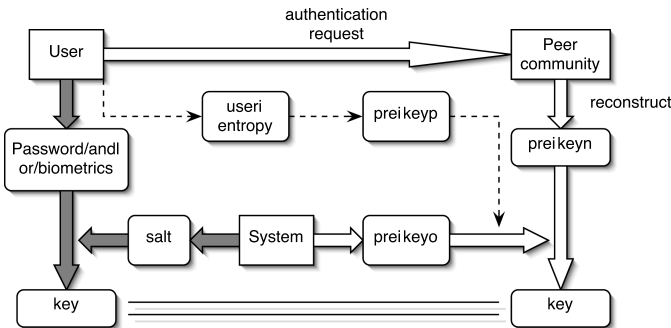 authentication
request
User
Peer
community
reconstruct
useri
entropy
preikeyp
Password/andl
or/biometrics
preikeyn
salt
System
preikeyo
key
key